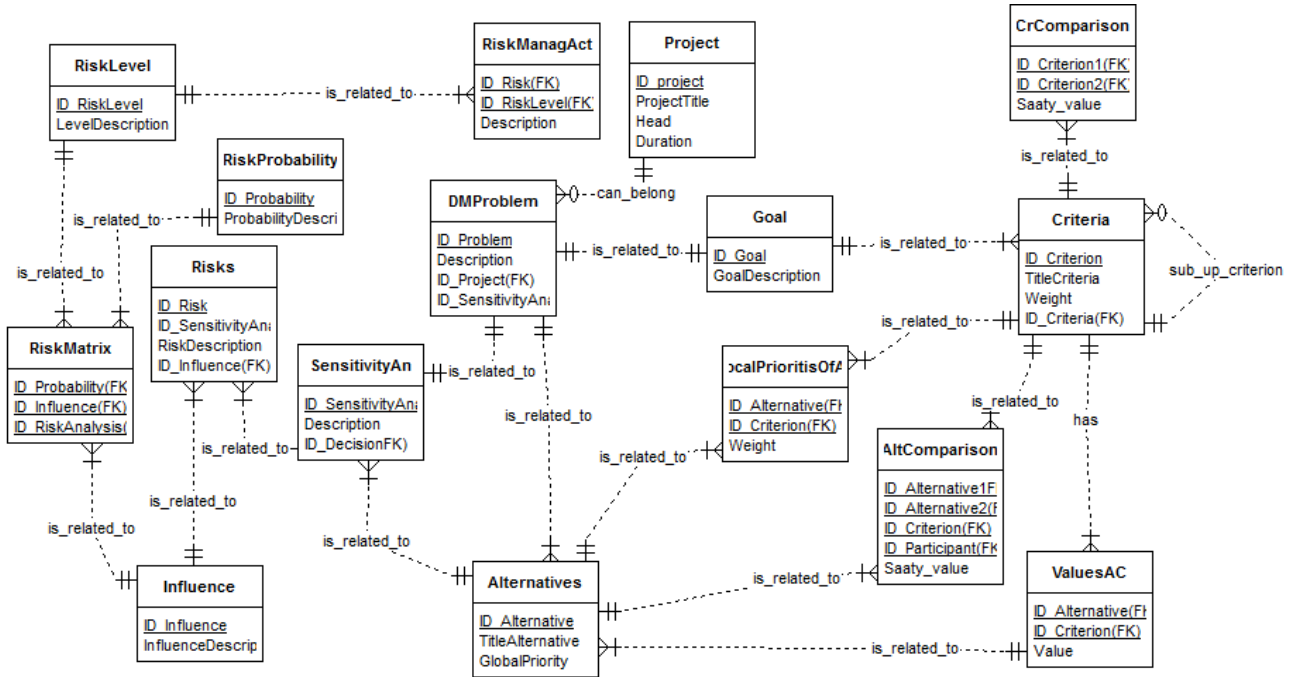 CrComparison
ID_Criterion1(FK)
ID_Criterion2(FK)
Saaty_value
RiskManagAct
ID_Risk(FK)
ID_RiskLevel(FK
Description
Project
ID_project
ProjectTitle
Head
Duration
RiskLevel
ID_RiskLevel
LevelDescription
is_related_to
is_related_to
RiskProbability
ID_Probability
ProbabilityDescri
is_related_to
DMProblem
ID_Problem
Description
ID_Project(FK)
ID_SensitivityAna
can_belong
Goal
ID_Goal
GoalDescription
is_related_to
is_related_to
Criteria
ID_Criterion
TitleCriteria
Weight
ID_Criteria(FK)
sub_up_criterion
is_related_to
Risks
ID_Risk
ID_SensitivityAna
RiskDescription
ID_Influence(FK)
RiskMatrix
ID_Probability(FK
ID_Influence(FK)
ID_RiskAnalysis(
SensitivityAn
ID_SensitivityAna
Description
ID_DecisionFK)
is_related_to
is_related_to
is_related_to
ocalPrioritisOfA
ID_Alternative(FK
ID_Criterion(FK)
Weight
is_related_to
has
is_related_to
is_related_to
AltComparison
ID_Alternative1F
ID_Alternative2(F
ID_Criterion(FK)
ID_Participant(FK
Saaty_value
is_related_to
is_related_to
is_related_to
is_related_to
Influence
ID_Influence
InfluenceDescrip
Alternatives
ID_Alternative
TitleAlternative
GlobalPriority
is_related_to
ValuesAC
ID_Alternative(FK
ID_Criterion(FK)
Value
is_related_to